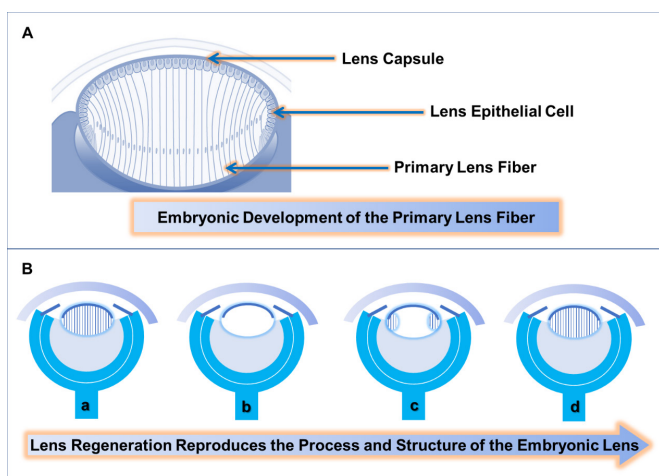 A
Lens Capsule
Lens Epithelial Cell
Primary Lens Fiber
Embryonic Development of the Primary Lens Fiber
B
a
b
c
d
Lens Regeneration Reproduces the Process and Structure of the Embryonic Lens